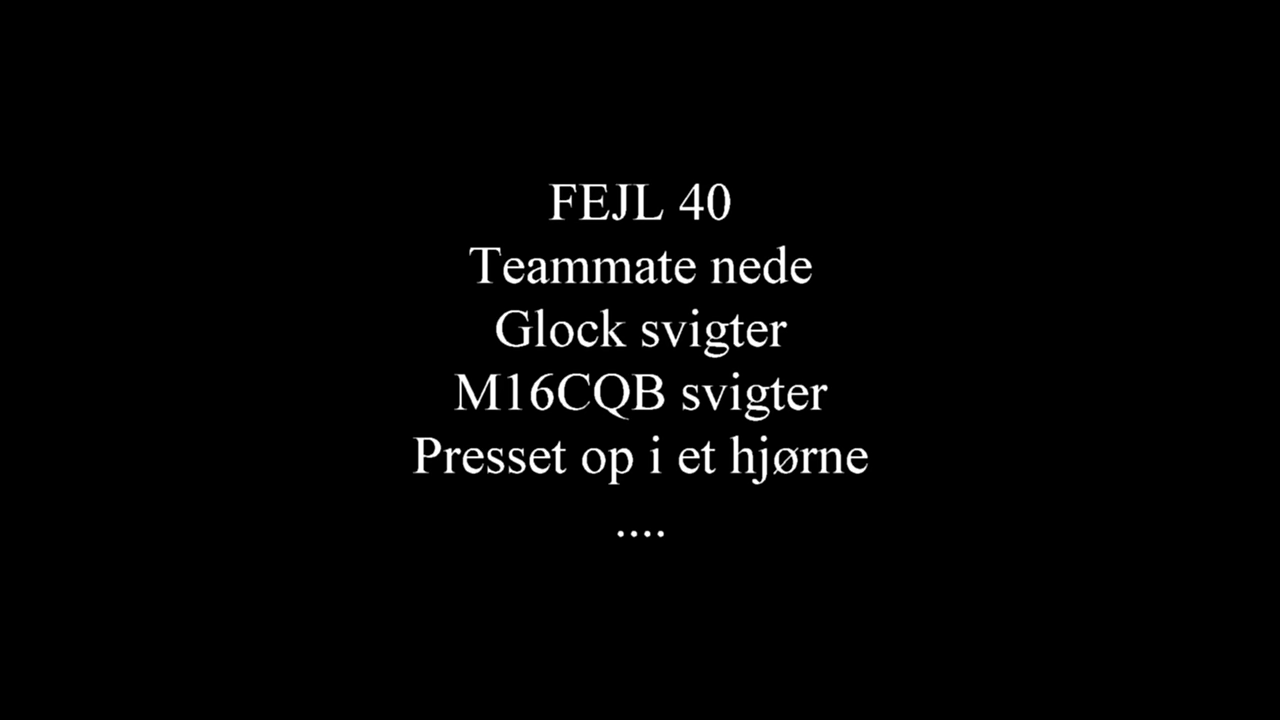 FEJL 40
Teammate nede
Glock svigter
M16CQB svigter
Presset op i et hjørne
....